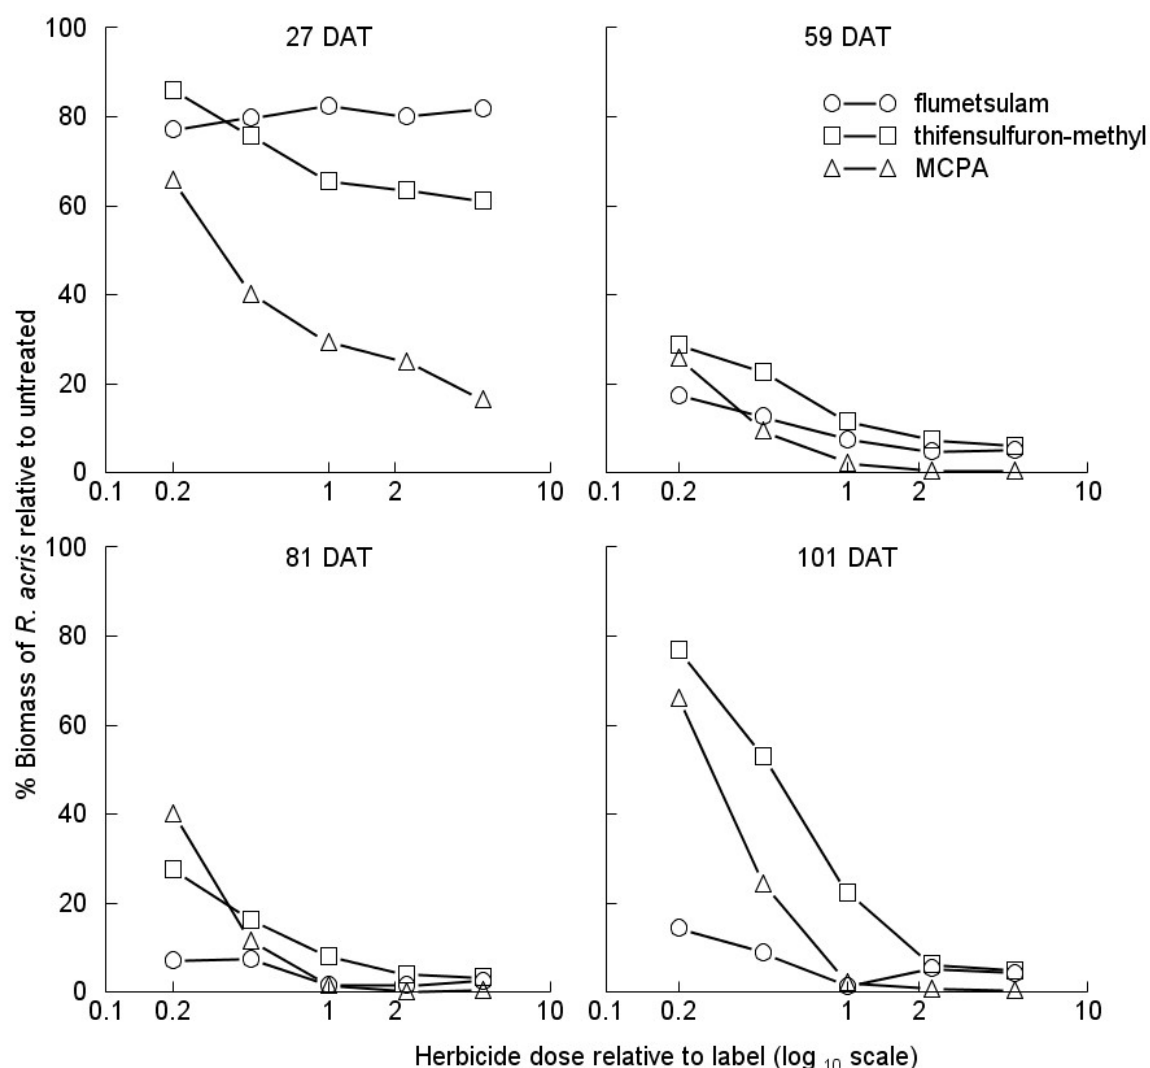 100
80
60
40
20
0
27 DAT
0.1 0.2 1 2 10
59 DAT
flumetsulam
thifensulfuron-methyl
MCPA
0.1 0.2 1 2 10
% Biomass of R. acris relative to untreated
100
80
60
40
20
0
81 DAT
0.1 0.2 1 2 10
101 DAT
0.1 0.2 1 2 10
Herbicide dose relative to label (log 10 scale)